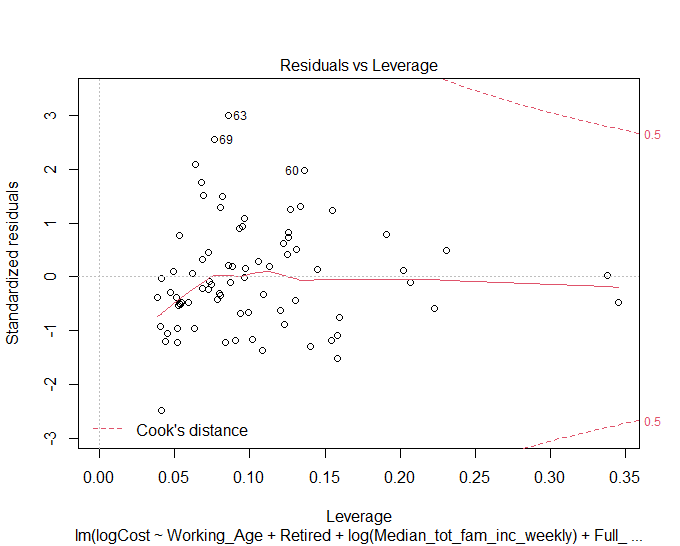 Residuals vs Leverage
Standardized residuals
3
2
1
0
-1
-2
-3
63
69
60
0.5
0.5
Cook's distance
0.00 0.05 0.10 0.15 0.20 0.25 0.30 0.35
Leverage
lm(logCost ~ Working_Age + Retired + log(Median_tot_fam_inc_weekly) + Full_ ...